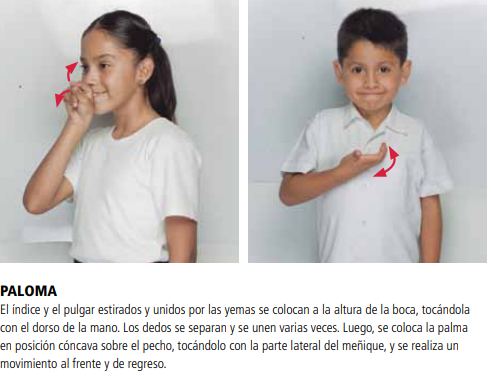 PALOMA
El índice y el pulgar estirados y unidos por las yemas se colocan a la altura de la boca, tocándola
con el dorso de la mano. Los dedos se separan y se unen varias veces. Luego, se coloca la palma
en posición cóncava sobre el pecho, tocándolo con la parte lateral del meñique, y se realiza un
movimiento al frente y de regreso.